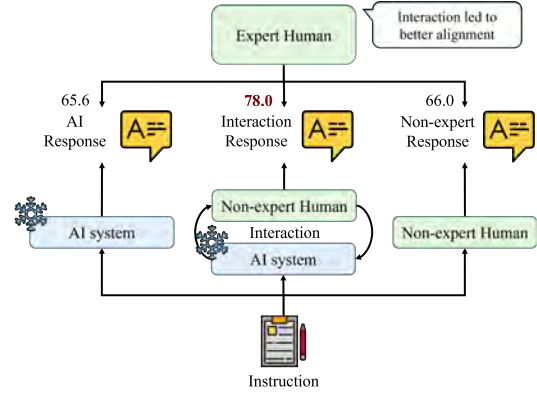 Interaction led to
better alignment
Expert Human
65.6
AI
Response
78.0
Interaction
Response
66.0
Non-expert
Response
A
A
A
AI system
Non-expert Human
Interaction
AI system
Non-expert Human
Instruction